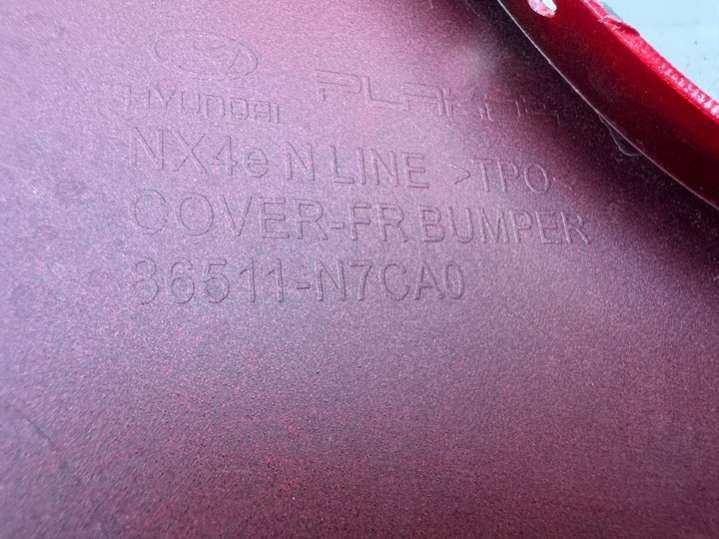 HYUNDAI
NX4e N LINE >TPO
COVER-FR BUMPER
86511-N7CA0